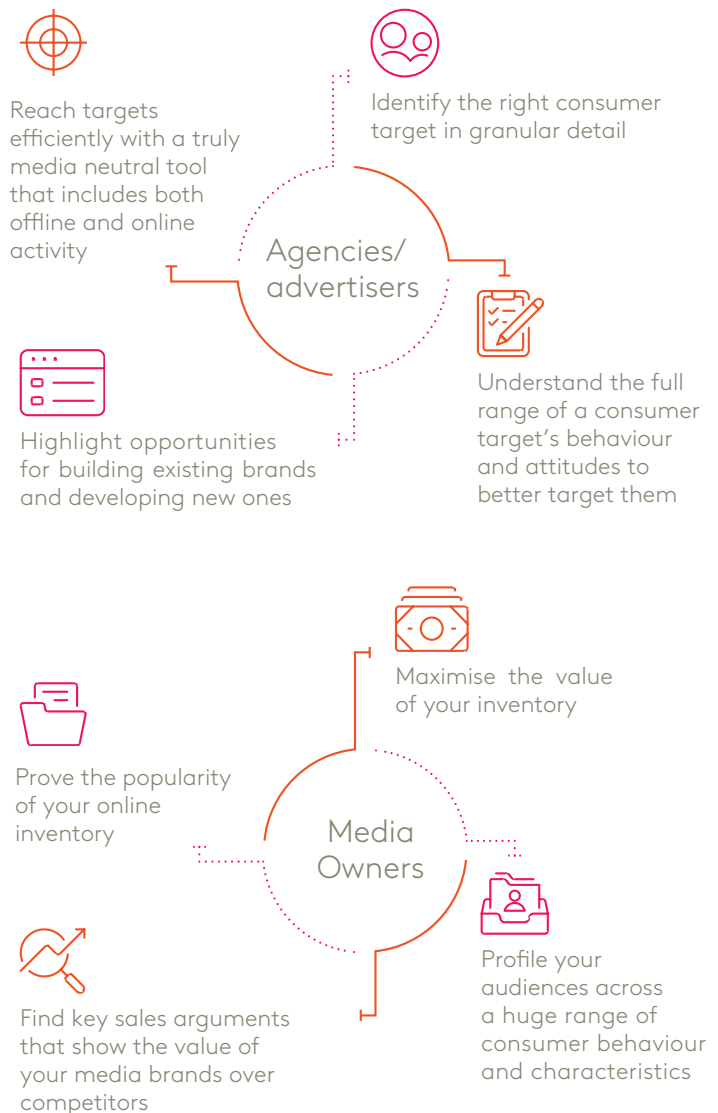 Reach targets
efficiently with a truly
media neutral tool
that includes both
offline and online
activity
Identify the right consumer
target in granular detail
Agencies/
advertisers
Highlight opportunities
for building existing brands
and developing new ones
Understand the full
range of a consumer
target’s behaviour
and attitudes to
better target them
Maximise the value
of your inventory
Prove the popularity
of your online
inventory
Media
Owners
Find key sales arguments
that show the value of
your media brands over
competitors
Profile your
audiences across
a huge range of
consumer behaviour
and characteristics